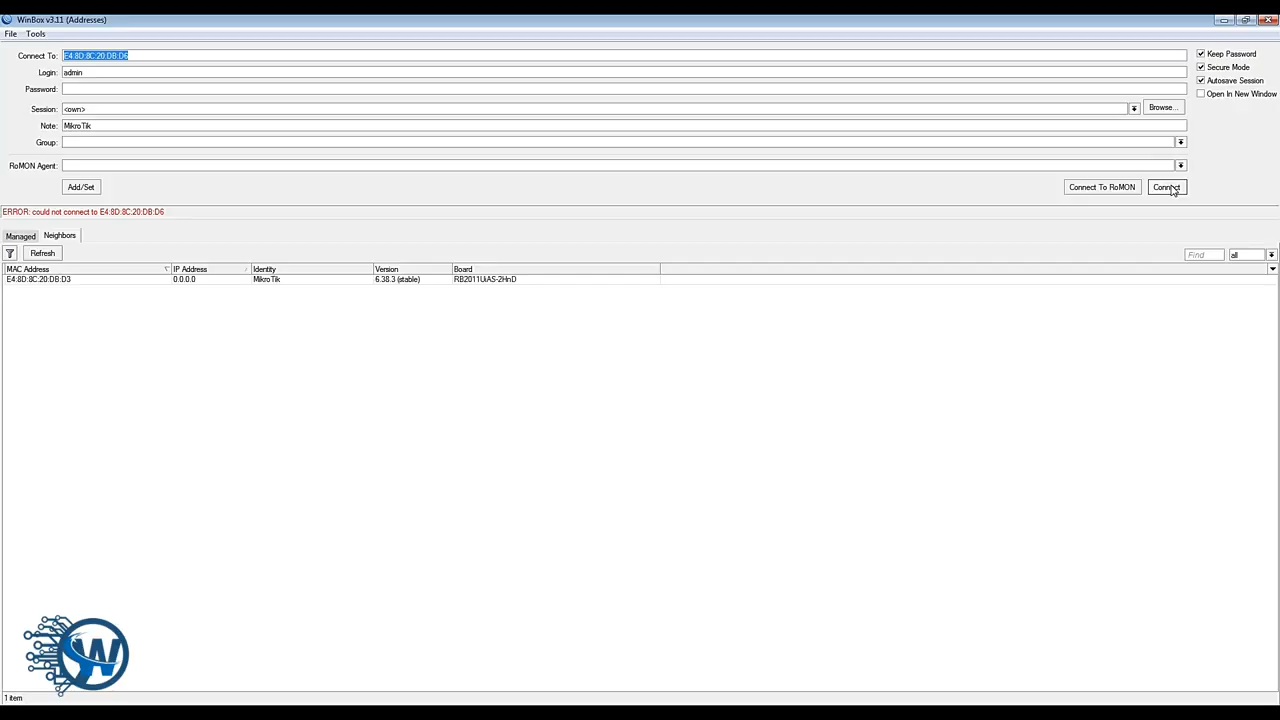 WinBox v3.11 (Addresses)
File Tools
Connect To: E4:8D:8C:20:DB:D6
Keep Password
Login: admin
Secure Mode
Password:
Autosave Session
Open In New Window
Session: <own>
Browse...
Note: MikroTik
Group:
RoMON Agent:
Add/Set
Connect To RoMON
Connect
ERROR: could not connect to E4:8D:8C:20:DB:D6
Managed Neighbors
Refresh
Find
all
MAC Address IP Address Identity Version Board
E4:8D:8C:20:DB:D3 0.0.0.0 MikroTik 6.38.3 (stable) RB2011UiAS-2HnD
W
1 item